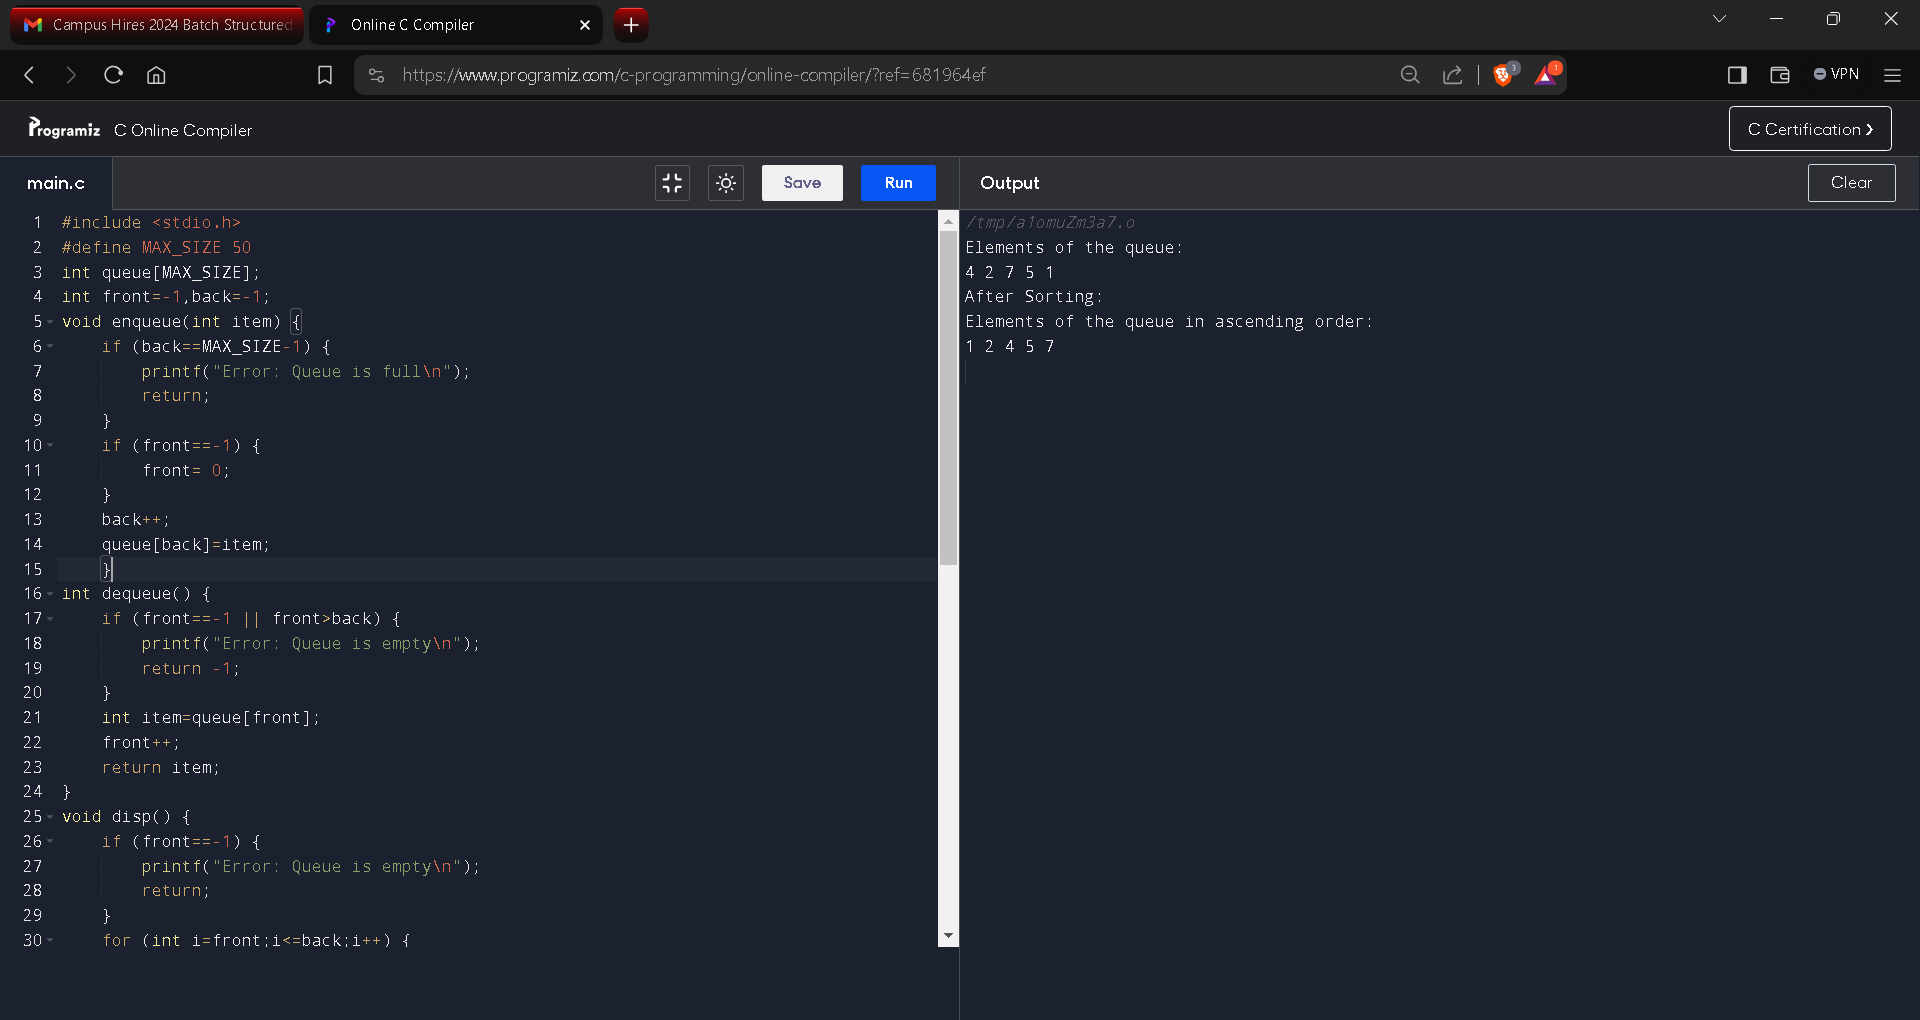 Campus Hires 2024 Batch Structured
Online C Compiler
https://www.programiz.com/c-programming/online-compiler/?ref=681964ef
3
1
VPN
Programiz C Online Compiler
C Certification
main.c
Save
Run
Output
Clear
1 #include <stdio.h>
2 #define MAX_SIZE 50
3 int queue[MAX_SIZE];
4 int front=-1,back=-1;
5 void enqueue(int item) {
6     if (back==MAX_SIZE-1) {
7         printf("Error: Queue is full\n");
8         return;
9     }
10     if (front==-1) {
11         front= 0;
12     }
13     back++;
14     queue[back]=item;
15     }
16 int dequeue() {
17     if (front==-1 || front>back) {
18         printf("Error: Queue is empty\n");
19         return -1;
20     }
21     int item=queue[front];
22     front++;
23     return item;
24 }
25 void disp() {
26     if (front==-1) {
27         printf("Error: Queue is empty\n");
28         return;
29     }
30     for (int i=front;i<=back;i++) {
/tmp/a1omuZm3a7.o
Elements of the queue:
4 2 7 5 1
After Sorting:
Elements of the queue in ascending order:
1 2 4 5 7